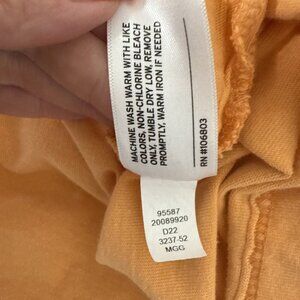 MACHINE WASH WARM WITH LIKE
COLORS, NON-CHLORINE BLEACH
ONLY, TUMBLE DRY LOW, REMOVE
PROMPTLY, WARM IRON IF NEEDED
RN #106803
95587
20089920
D22
3237-52
MGG